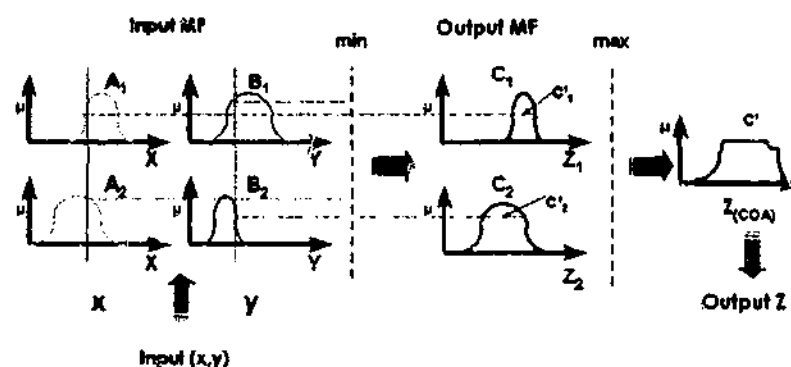 Input MF
min
Output MF
max
A₁
B₁
C₁
C'₁
μ
X
μ
Y
μ
Z₁
A₂
B₂
C₂
C'₂
μ
X
μ
Y
μ
Z₂
μ
C'
Z(COA)
x
y
Output Z
Input (x,y)